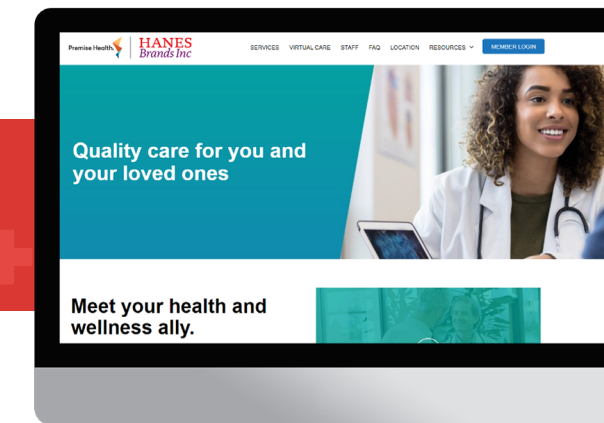 Premise Health.
HANES
Brands Inc
SERVICES VIRTUAL CARE STAFF FAQ LOCATION RESOURCES MEMBER LOGIN
Quality care for you and
your loved ones
Meet your health and
wellness ally.